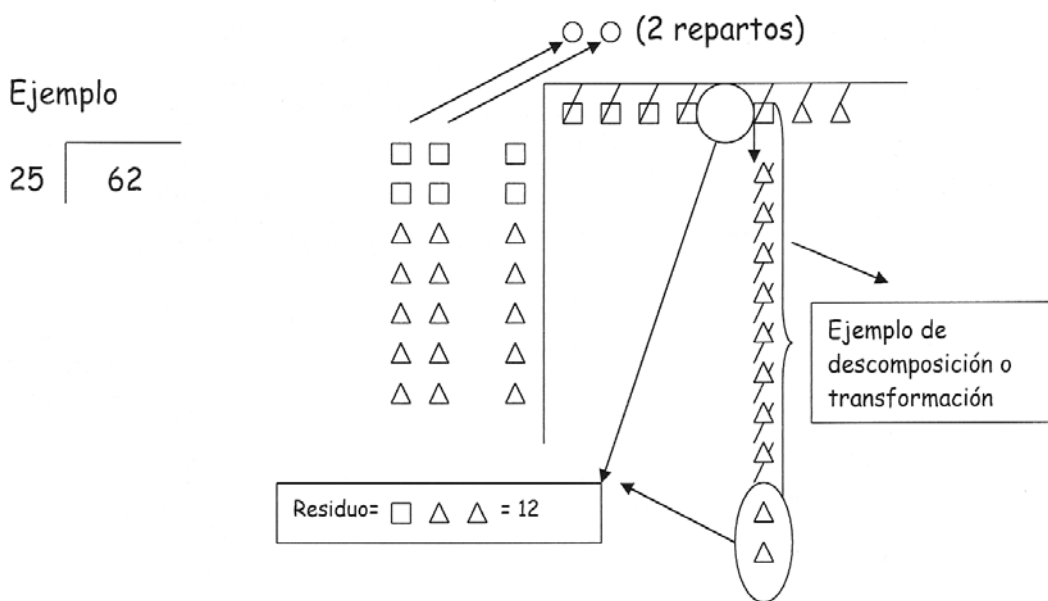 (2 repartos)
Ejemplo
25 62
Ejemplo de
descomposición o
transformación
Residuo= = 12